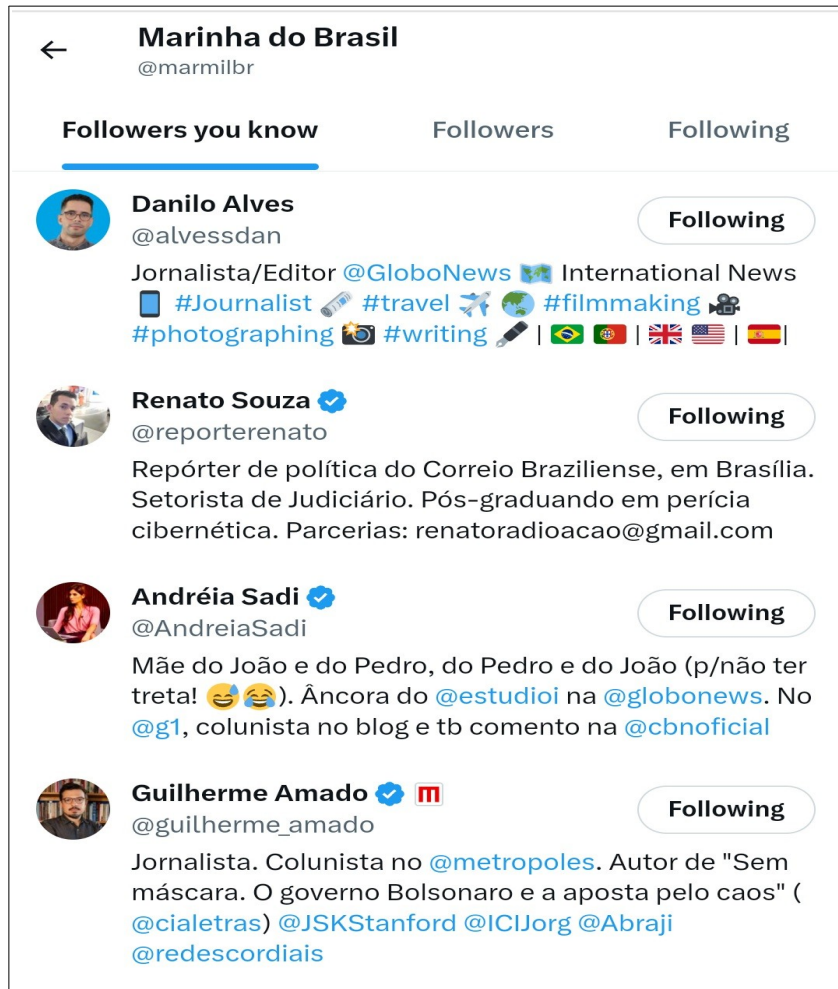 Marinha do Brasil
@marmilbr
Followers you know Followers Following
Danilo Alves
@alvessdan
Following
Jornalista/Editor @GloboNews 🗺️ International News
📱 #Journalist 🗞️ #travel ✈️ 🌏 #filmmaking 🎥
#photographing 📸 #writing 🖋️ | 🇧🇷 🇵🇹 | 🇬🇧 🇺🇸 | 🇪🇸|
Renato Souza
@reporterenato
Following
Repórter de política do Correio Braziliense, em Brasília.
Setorista de Judiciário. Pós-graduando em perícia
cibernética. Parcerias: renatoradioacao@gmail.com
Andréia Sadi
@AndreiaSadi
Following
Mãe do João e do Pedro, do Pedro e do João (p/não ter
treta! 😅😂). Âncora do @estudioi na @globonews. No
@g1, colunista no blog e tb comento na @cbnoficial
Guilherme Amado
@guilherme_amado
Following
Jornalista. Colunista no @metropoles. Autor de "Sem
máscara. O governo Bolsonaro e a aposta pelo caos" (
@cialetras) @JSKStanford @ICIJorg @Abraji
@redescordiais